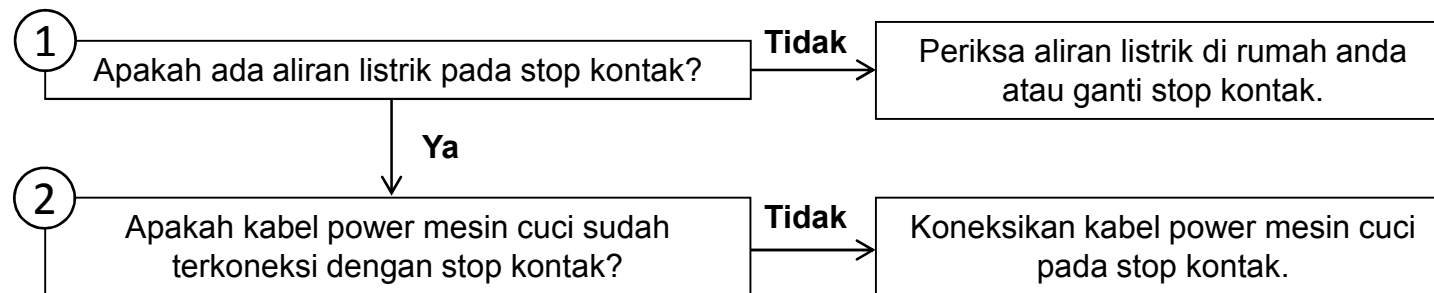 1
Apakah ada aliran listrik pada stop kontak?
Tidak
Periksa aliran listrik di rumah anda
atau ganti stop kontak.
Ya
2
Apakah kabel power mesin cuci sudah
terkoneksi dengan stop kontak?
Tidak
Koneksikan kabel power mesin cuci
pada stop kontak.